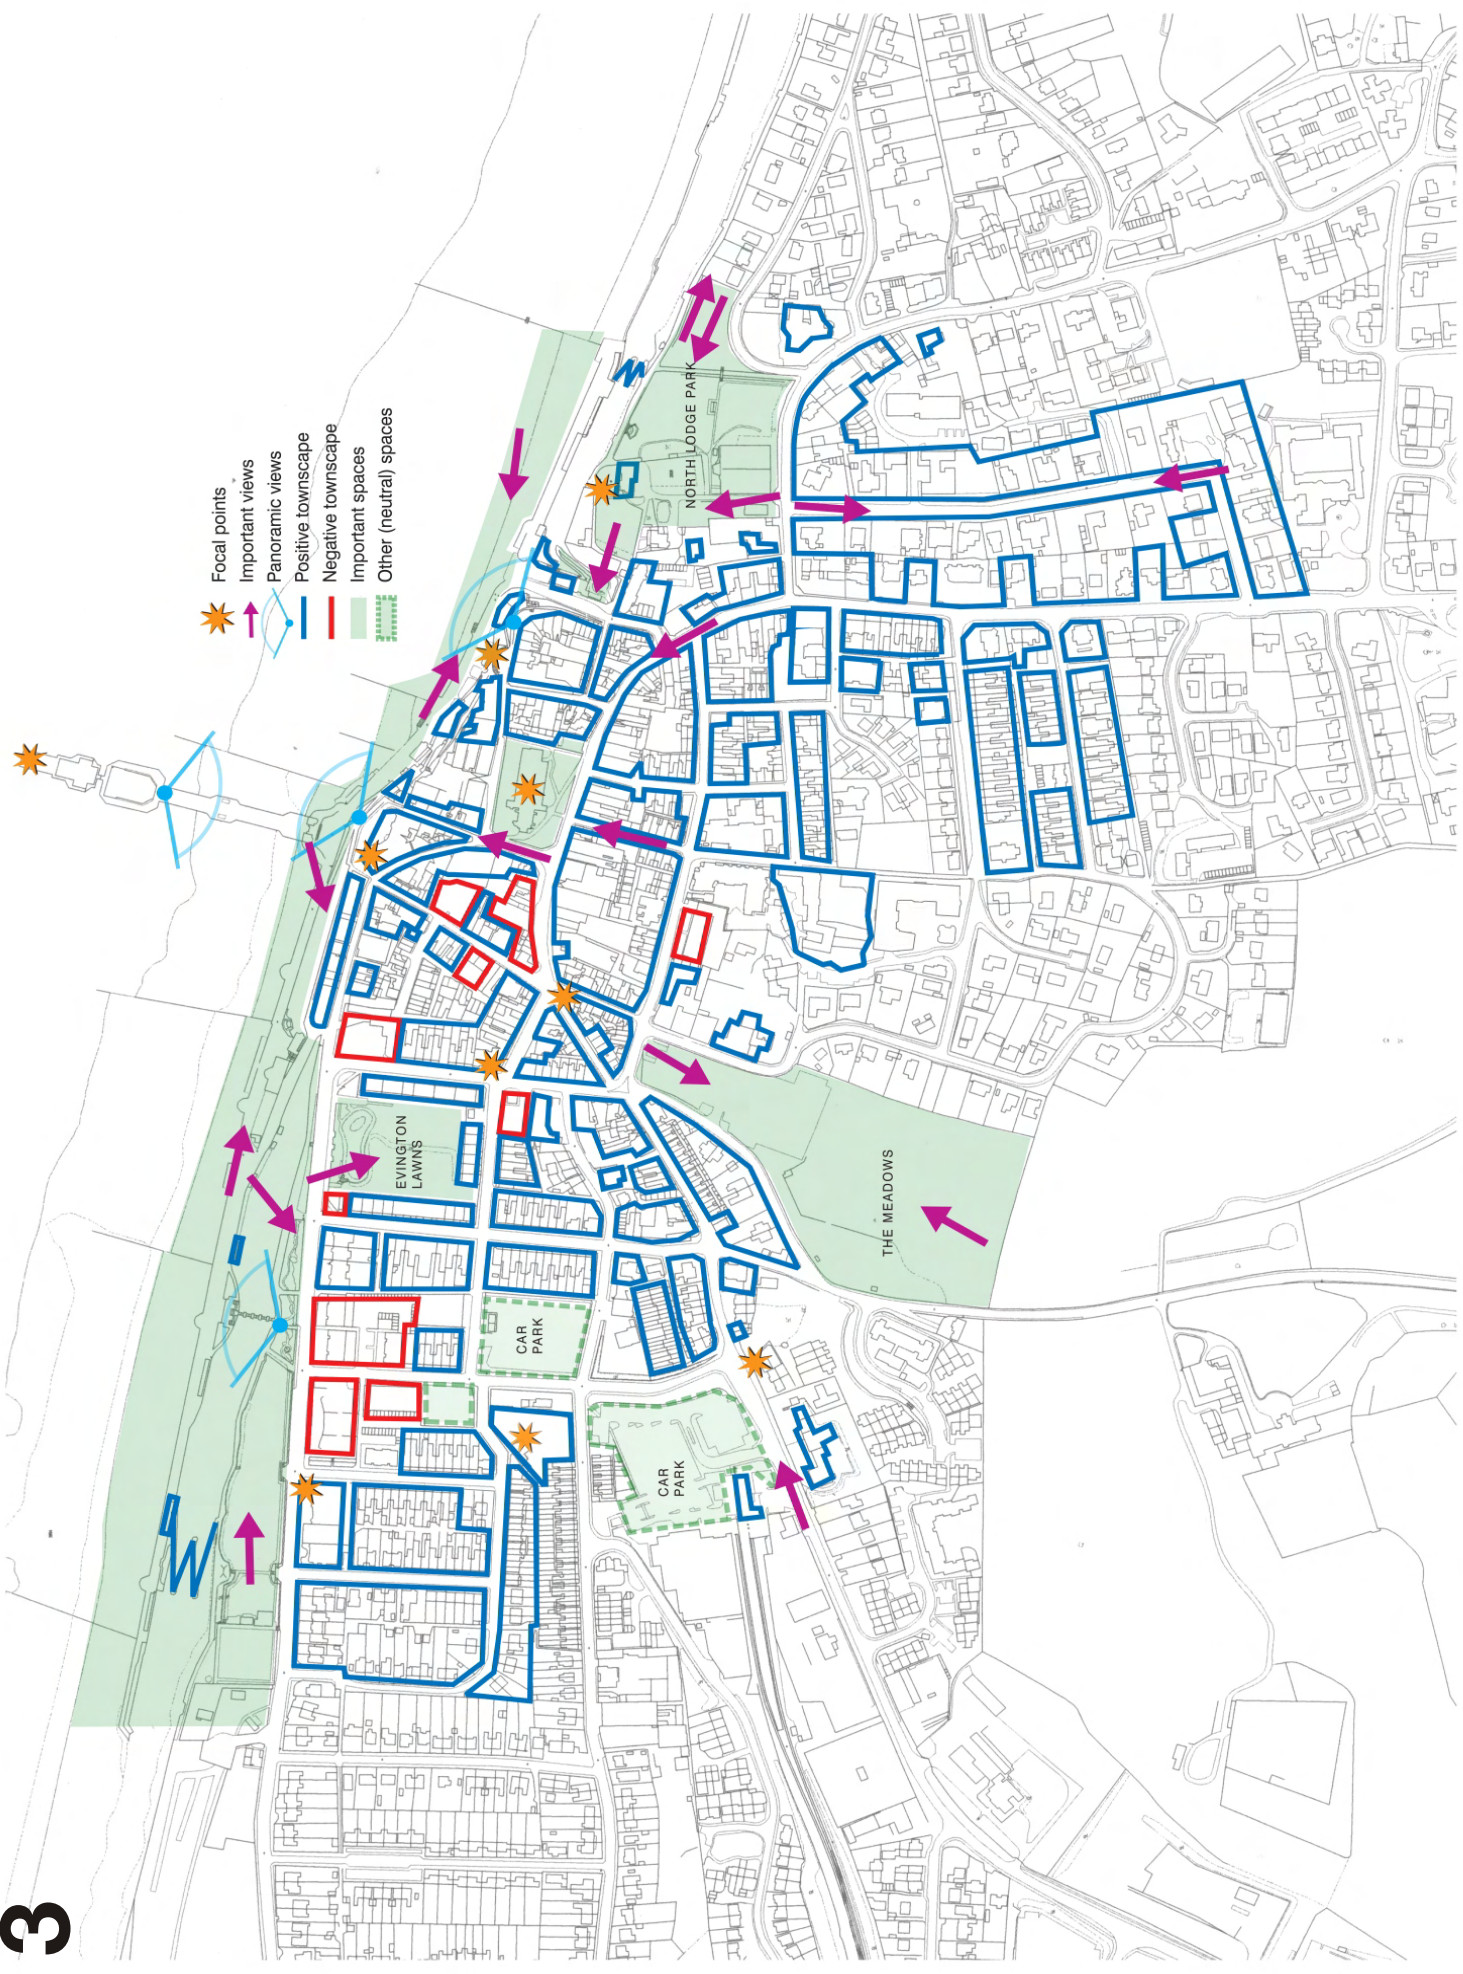 3
Focal points
Important views
Panoramic views
Positive townscape
Negative townscape
Important spaces
Other (neutral) spaces
NORTH LODGE PARK
EVINGTON
LAWNS
THE MEADOWS
CAR
PARK
CAR
PARK